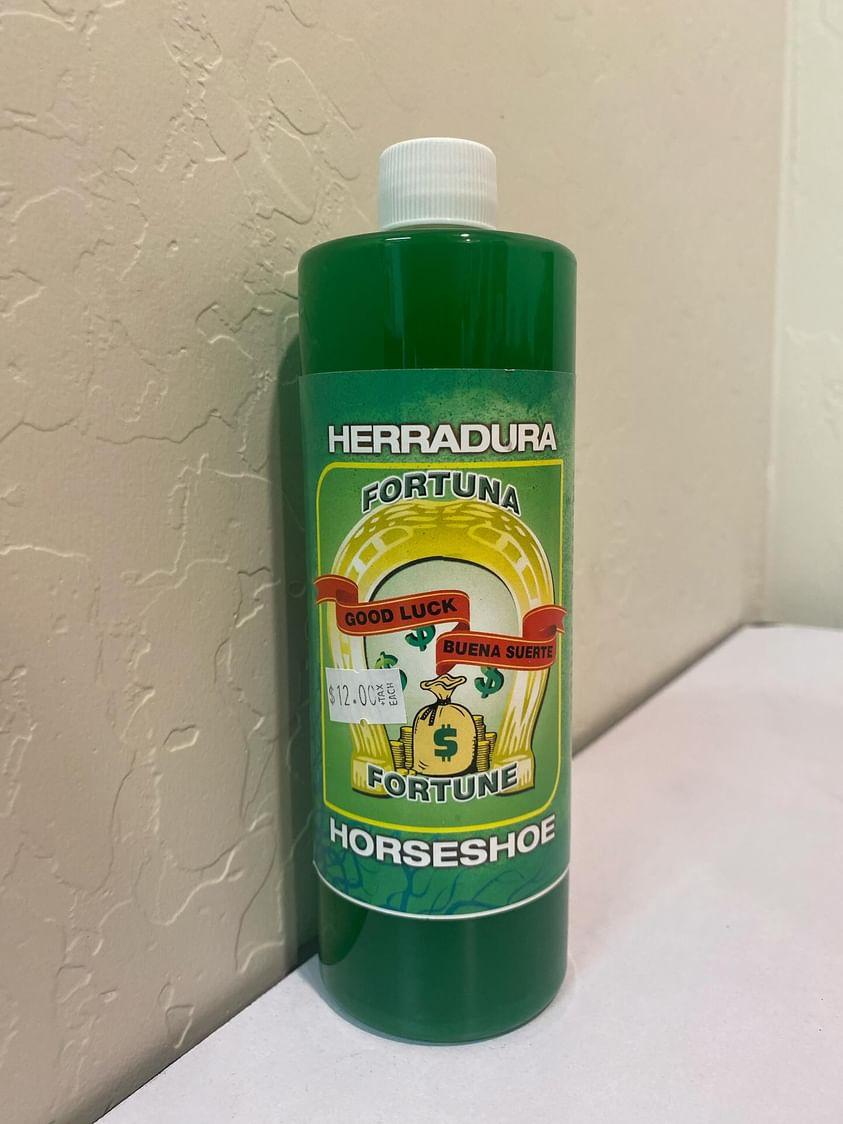 HERRADURA
FORTUNA
GOOD LUCK
BUENA SUERTE
$12.00 +TAX EACH
$
FORTUNE
HORSESHOE